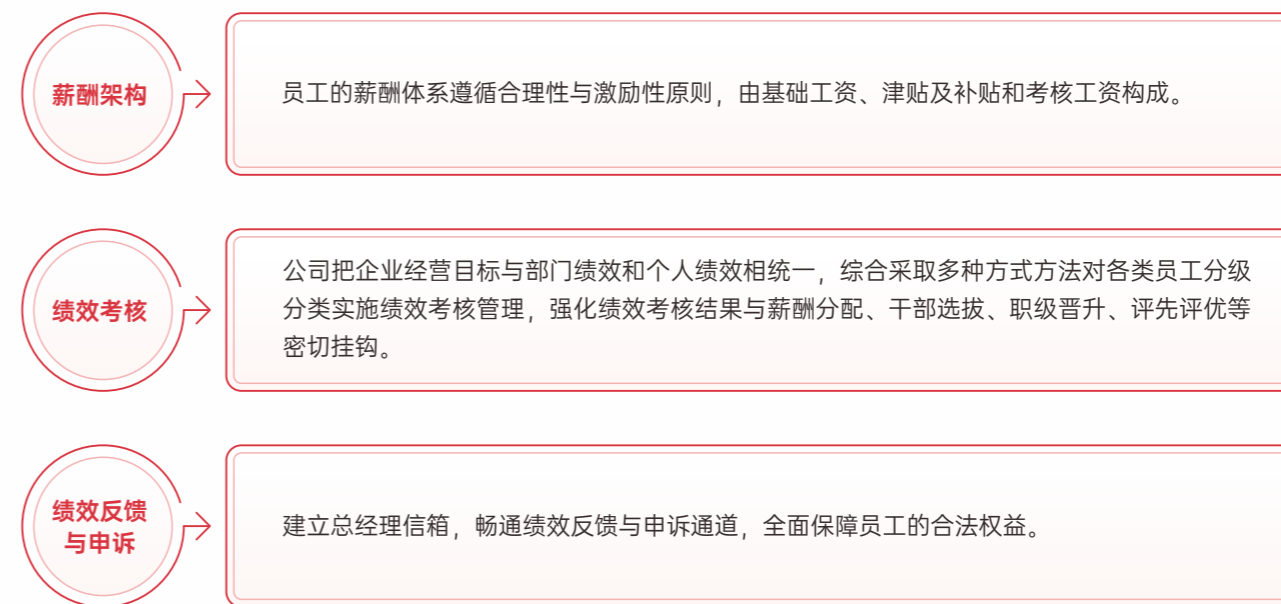 薪酬架构
员工的薪酬体系遵循合理性与激励性原则，由基础工资、津贴及补贴和考核工资构成。
绩效考核
公司把企业经营目标与部门绩效和个人绩效相统一，综合采取多种方式方法对各类员工分级
分类实施绩效考核管理，强化绩效考核结果与薪酬分配、干部选拔、职级晋升、评先评优等
密切挂钩。
绩效反馈
与申诉
建立总经理信箱，畅通绩效反馈与申诉通道，全面保障员工的合法权益。